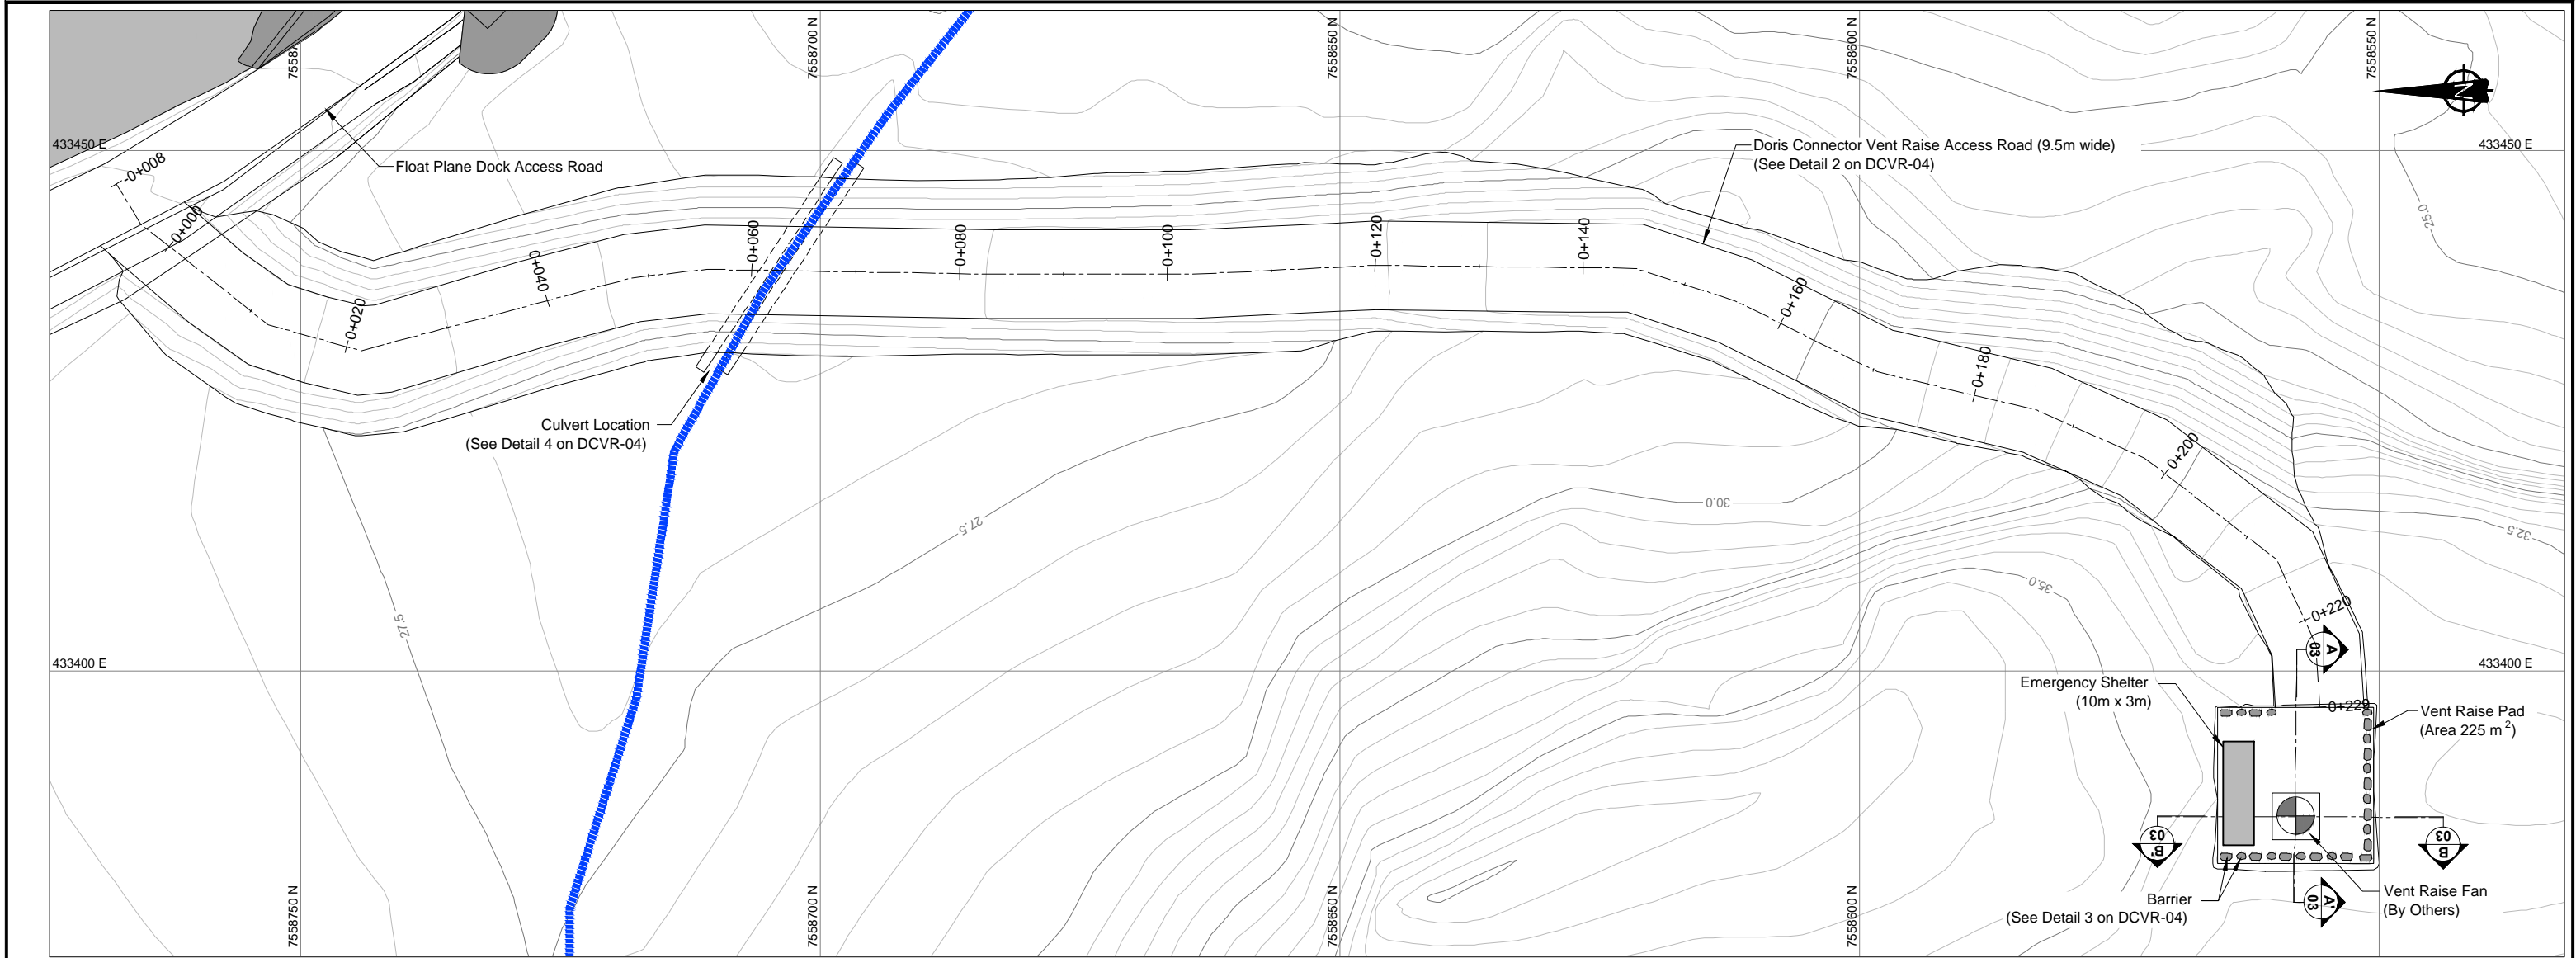 7558700 N
7558650 N
7558600 N
7558550 N
N
433450 E
433450 E
Float Plane Dock Access Road
Doris Connector Vent Raise Access Road (9.5m wide)
(See Detail 2 on DCVR-04)
-0+008
0+000
0+020
0+040
0+060
0+080
0+100
0+120
0+140
0+160
0+180
0+200
0+220
0+229
25.0
Culvert Location
(See Detail 4 on DCVR-04)
27.5
30.0
32.5
27.5
35.0
433400 E
433400 E
A
03
Emergency Shelter
(10m x 3m)
Vent Raise Pad
(Area 225 m2)
03
B'
03
B
Barrier
(See Detail 3 on DCVR-04)
A'
03
Vent Raise Fan
(By Others)
7558750 N
7558700 N
7558650 N
7558600 N